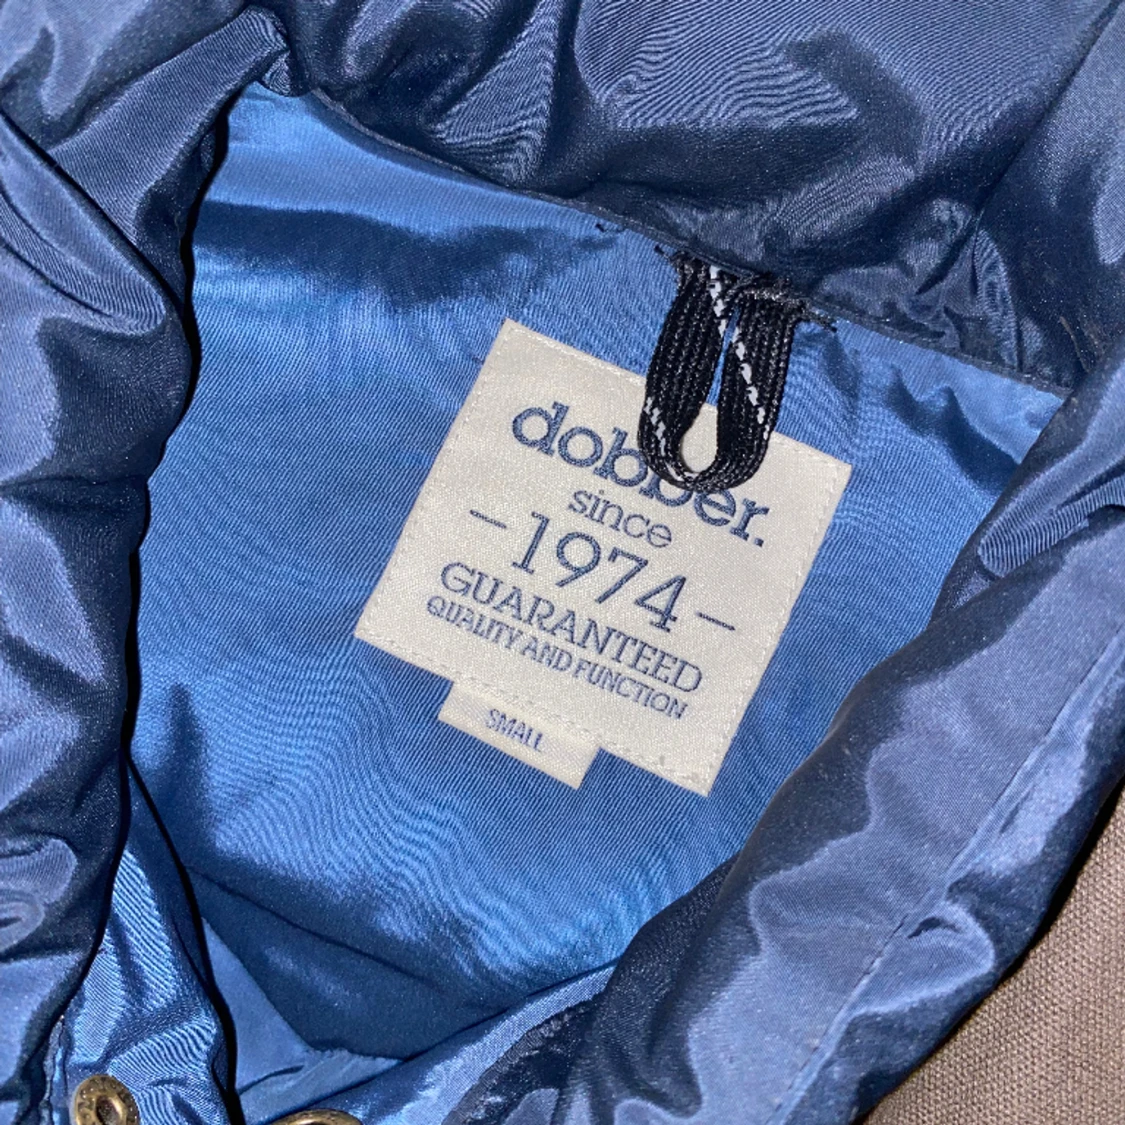 dobber.
since
-1974-
GUARANTEED
QUALITY AND FUNCTION
SMALL